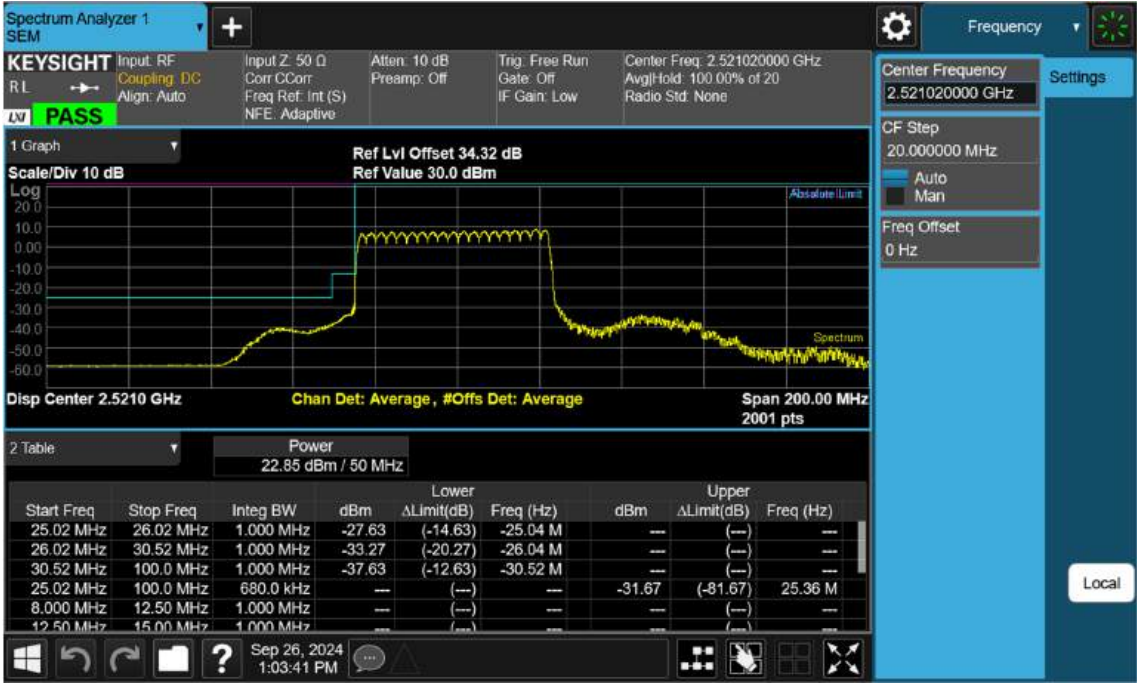 Spectrum Analyzer 1
SEM
Frequency
KEYSIGHT
R L
LXI
PASS
Input: RF
Coupling: DC
Align: Auto
Input Z: 50 Ω
Corr CCorr
Freq Ref: Int (S)
NFE: Adaptive
Atten: 10 dB
Preamp: Off
Trig: Free Run
Gate: Off
IF Gain: Low
Center Freq: 2.521020000 GHz
Avg|Hold: 100.00% of 20
Radio Std: None
Center Frequency
2.521020000 GHz
Settings
CF Step
20.000000 MHz
Auto
Man
Freq Offset
0 Hz
Local
1 Graph
Scale/Div 10 dB
Ref Lvl Offset 34.32 dB
Ref Value 30.0 dBm
Log
Absolute Limit
20.0
10.0
0.00
-10.0
-20.0
-30.0
-40.0
-50.0
-60.0
Spectrum
Disp Center 2.5210 GHz
Chan Det: Average, #Offs Det: Average
Span 200.00 MHz
2001 pts
2 Table
Power
22.85 dBm / 50 MHz
Lower Upper
Start Freq Stop Freq Integ BW dBm ΔLimit(dB) Freq (Hz) dBm ΔLimit(dB) Freq (Hz)
25.02 MHz 26.02 MHz 1.000 MHz -27.63 (-14.63) -25.04 M --- (---) ---
26.02 MHz 30.52 MHz 1.000 MHz -33.27 (-20.27) -26.04 M --- (---) ---
30.52 MHz 100.0 MHz 1.000 MHz -37.63 (-12.63) -30.52 M --- (---) ---
25.02 MHz 100.0 MHz 680.0 kHz --- (---) --- -31.67 (-81.67) 25.36 M
8.000 MHz 12.50 MHz 1.000 MHz --- (---) --- --- (---) ---
12.50 MHz 15.00 MHz 1.000 MHz --- (---) --- --- (---) ---
?
Sep 26, 2024
1:03:41 PM